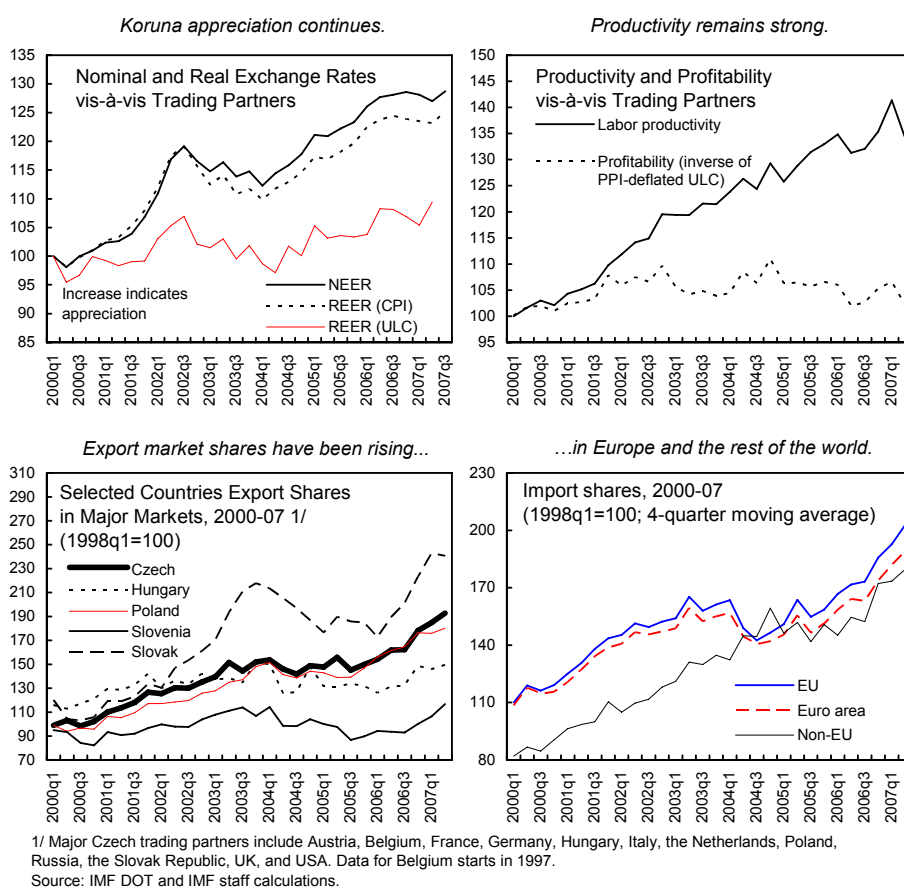 Koruna appreciation continues.
135
130
125
120
115
110
105
100
95
90
85
Nominal and Real Exchange Rates
vis-à-vis Trading Partners
Increase indicates
appreciation
NEER
REER (CPI)
REER (ULC)
2000q1
2000q3
2001q1
2001q3
2002q1
2002q3
2003q1
2003q3
2004q1
2004q3
2005q1
2005q3
2006q1
2006q3
2007q1
2007q3
Productivity remains strong.
150
145
140
135
130
125
120
115
110
105
100
95
Productivity and Profitability
vis-à-vis Trading Partners
Labor productivity
Profitability (inverse of
PPI-deflated ULC)
2000q1
2000q3
2001q1
2001q3
2002q1
2002q3
2003q1
2003q3
2004q1
2004q3
2005q1
2005q3
2006q1
2006q3
2007q1
Export market shares have been rising...
310
290
270
250
230
210
190
170
150
130
110
90
70
Selected Countries Export Shares
in Major Markets, 2000-07 1/
(1998q1=100)
Czech
Hungary
Poland
Slovenia
Slovak
2000q1
2000q3
2001q1
2001q3
2002q1
2002q3
2003q1
2003q3
2004q1
2004q3
2005q1
2005q3
2006q1
2006q3
2007q1
…in Europe and the rest of the world.
230
200
170
140
110
80
Import shares, 2000-07
(1998q1=100; 4-quarter moving average)
EU
Euro area
Non-EU
2000q1
2000q3
2001q1
2001q3
2002q1
2002q3
2003q1
2003q3
2004q1
2004q3
2005q1
2005q3
2006q1
2006q3
2007q1
1/ Major Czech trading partners include Austria, Belgium, France, Germany, Hungary, Italy, the Netherlands, Poland,
Russia, the Slovak Republic, UK, and USA. Data for Belgium starts in 1997.
Source: IMF DOT and IMF staff calculations.